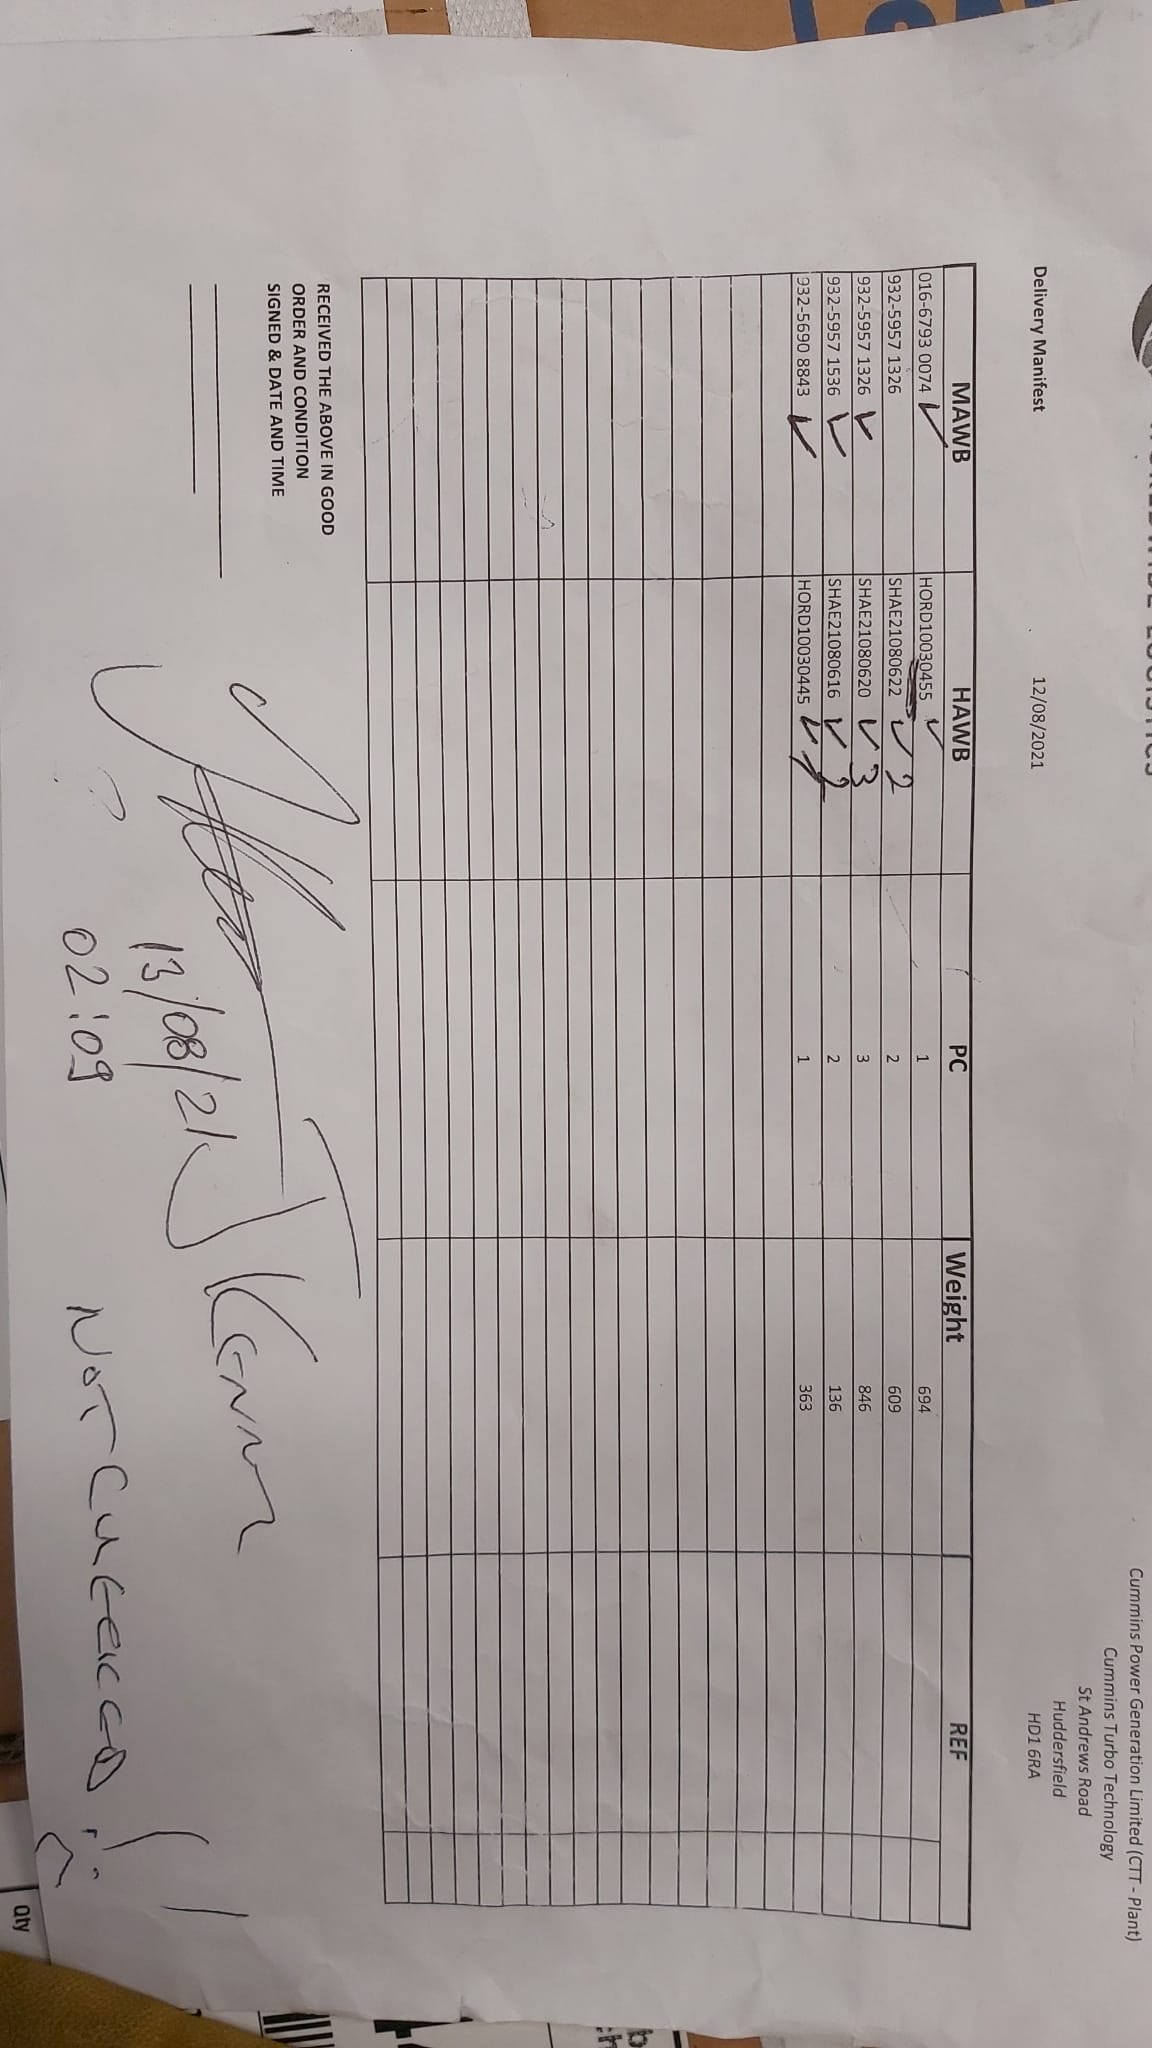 Cummins Power Generation Limited (CTT - Plant)
Cummins Turbo Technology
St Andrews Road
Huddersfield
HD1 6RA
Delivery Manifest 12/08/2021
MAWB HAWB PC Weight REF
016-6793 0074 ✓ HORD10030455 ✓ 1 694
932-5957 1326 SHAE21080622 ✓ 2 2 609
932-5957 1326 ✓ SHAE21080620 ✓ 3 3 846
932-5957 1536 ✓ SHAE21080616 ✓ 2 2 136
932-5690 8843 ✓ HORD10030445 ✓ 1 1 363
RECEIVED THE ABOVE IN GOOD
ORDER AND CONDITION
SIGNED & DATE AND TIME
13/08/21
02:09
NOT CHECKED
Qty